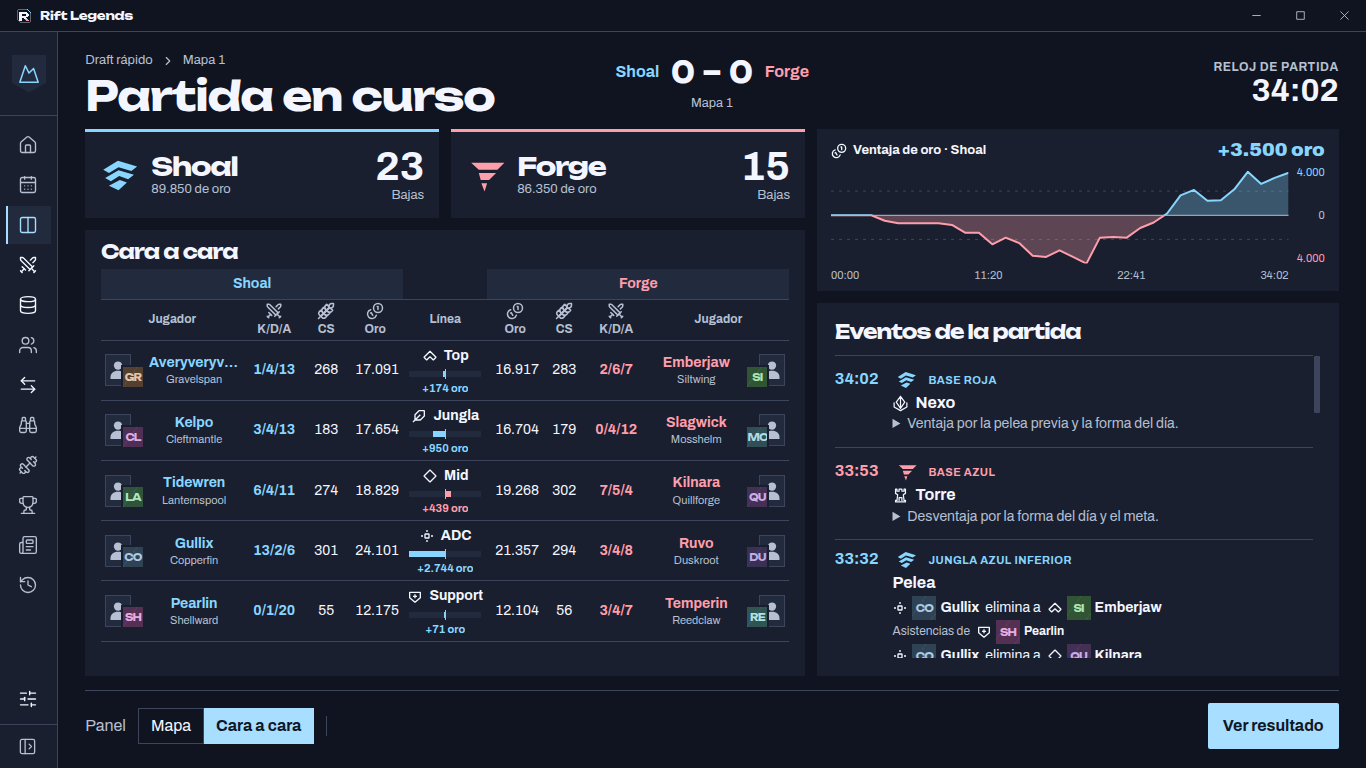 Rift Legends
Draft rápido > Mapa 1
Partida en curso
Shoal 0 – 0 Forge
Mapa 1
RELOJ DE PARTIDA
34:02
Shoal
89.850 de oro
23
Bajas
Forge
86.350 de oro
15
Bajas
Ventaja de oro · Shoal
+3.500 oro
4.000
0
4.000
00:00 11:20 22:41 34:02
Cara a cara
Shoal Forge
Jugador K/D/A CS Oro Línea Oro CS K/D/A Jugador
Averyveryv… 1/4/13 268 17.091 Top 16.917 283 2/6/7 Emberjaw
Gravelspan GR +174 oro SI Siltwing
Kelpo 3/4/13 183 17.654 Jungla 16.704 179 0/4/12 Slagwick
Cleftmantle CL +950 oro MO Mosshelm
Tidewren 6/4/11 274 18.829 Mid 19.268 302 7/5/4 Kilnara
Lanternspool LA +439 oro QU Quillforge
Gullix 13/2/6 301 24.101 ADC 21.357 294 3/4/8 Ruvo
Copperfin CO +2.744 oro DU Duskroot
Pearlin 0/1/20 55 12.175 Support 12.104 56 3/4/7 Temperin
Shellward SH +71 oro RE Reedclaw
Eventos de la partida
34:02 BASE ROJA
Nexo
Ventaja por la pelea previa y la forma del día.
33:53 BASE AZUL
Torre
Desventaja por la forma del día y el meta.
33:32 JUNGLA AZUL INFERIOR
Pelea
CO Gullix elimina a SI Emberjaw
Asistencias de SH Pearlin
CO Gullix elimina a QU Kilnara
Panel Mapa Cara a cara
Ver resultado